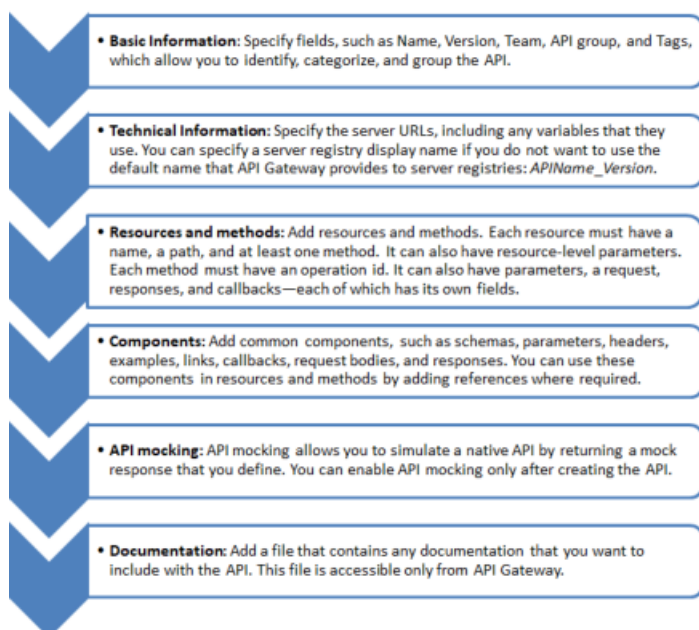 • Basic Information: Specify fields, such as Name, Version, Team, API group, and Tags,
which allow you to identify, categorize, and group the API.
• Technical Information: Specify the server URLs, including any variables that they
use. You can specify a server registry display name if you do not want to use the
default name that API Gateway provides to server registries: APIName_Version.
• Resources and methods: Add resources and methods. Each resource must have a
name, a path, and at least one method. It can also have resource-level parameters.
Each method must have an operation id. It can also have parameters, a request,
responses, and callbacks—each of which has its own fields.
• Components: Add common components, such as schemas, parameters, headers,
examples, links, callbacks, request bodies, and responses. You can use these
components in resources and methods by adding references where required.
• API mocking: API mocking allows you to simulate a native API by returning a mock
response that you define. You can enable API mocking only after creating the API.
• Documentation: Add a file that contains any documentation that you want to
include with the API. This file is accessible only from API Gateway.